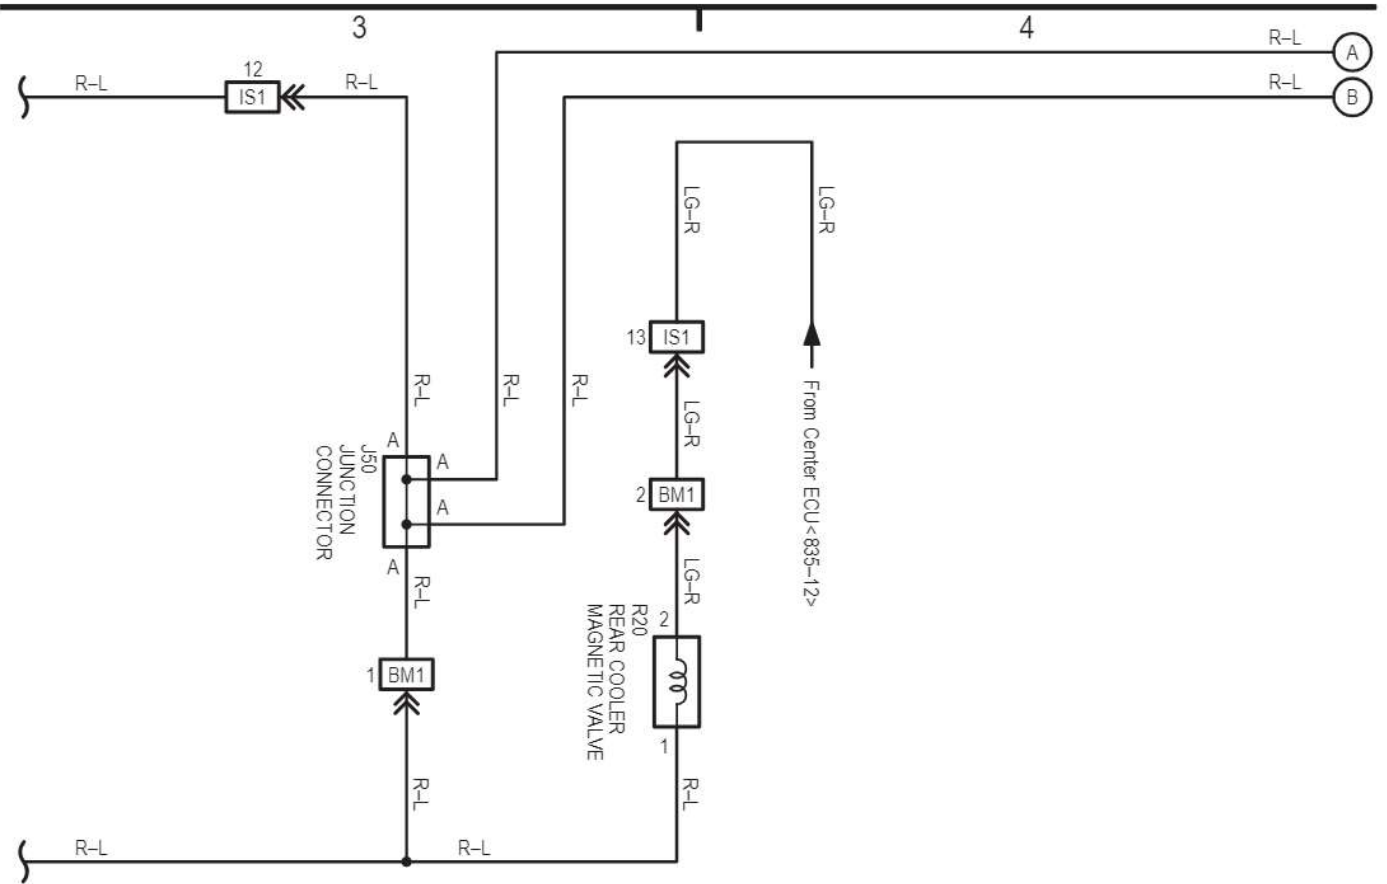 3
4
R–L
A
R–L
B
12
R–L
IS1
R–L
LG–R
LG–R
13
IS1
R–L
R–L
R–L
LG–R
From Center ECU<835–12>
A
A
A
A
J50
JUNCTION
CONNECTOR
2
BM1
R–L
LG–R
R20
REAR COOLER
MAGNETIC VALVE
2
1
1
BM1
R–L
R–L
R–L
R–L